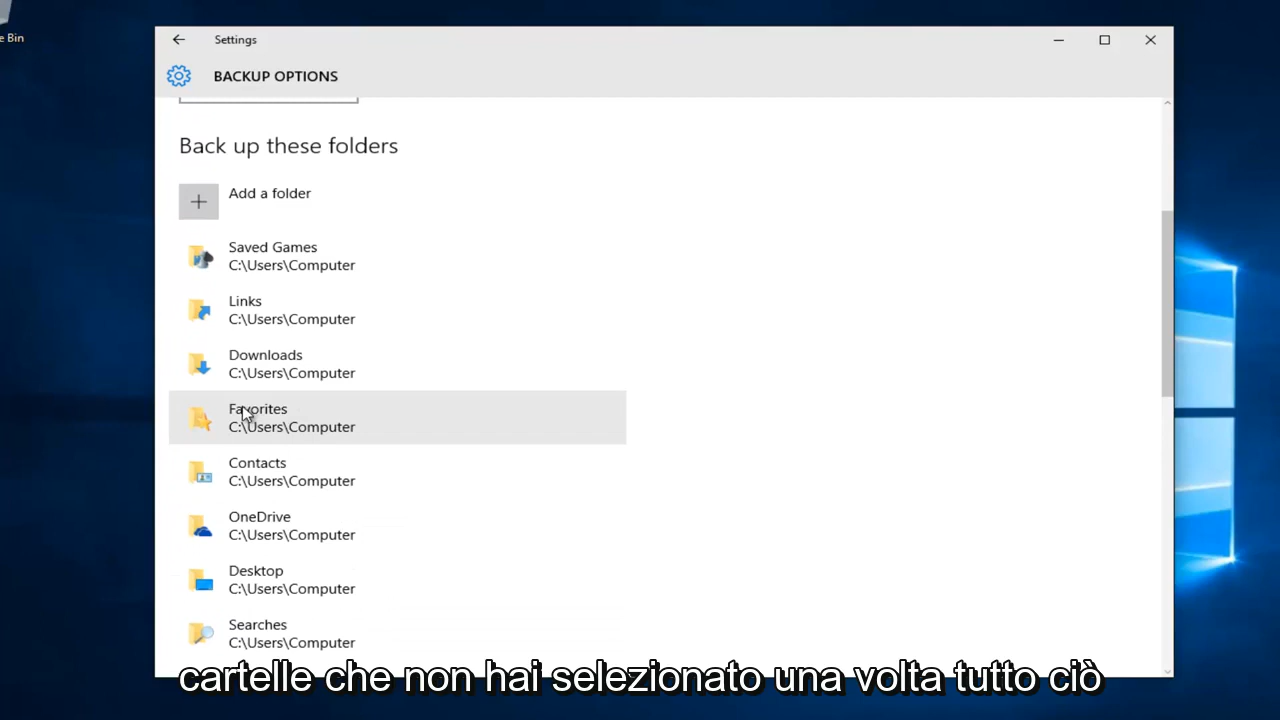 e Bin
Settings
BACKUP OPTIONS
Back up these folders
Add a folder
Saved Games
C:\Users\Computer
Links
C:\Users\Computer
Downloads
C:\Users\Computer
Favorites
C:\Users\Computer
Contacts
C:\Users\Computer
OneDrive
C:\Users\Computer
Desktop
C:\Users\Computer
Searches
C:\Users\Computer
cartelle che non hai selezionato una volta tutto ciò